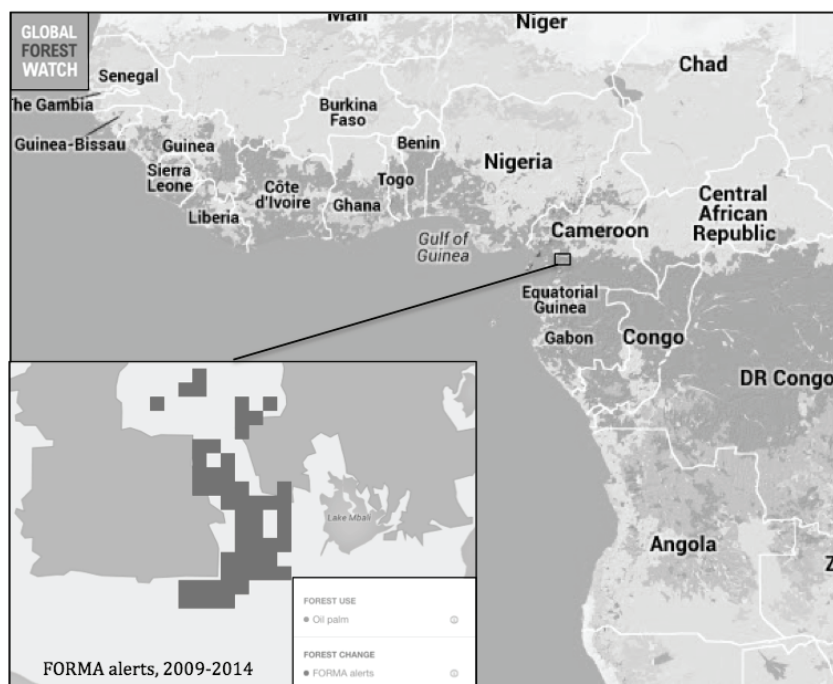 GLOBAL
FOREST
WATCH
Mali
Niger
Chad
Senegal
The Gambia
Guinea-Bissau
Guinea
Sierra
Leone
Liberia
Côte
d'Ivoire
Burkina
Faso
Ghana
Togo
Benin
Nigeria
Central
African
Republic
Cameroon
Gulf of
Guinea
Equatorial
Guinea
Gabon
Congo
DR Congo
Angola
Z
Lake Mbali
FOREST USE
Oil palm
FOREST CHANGE
FORMA alerts
FORMA alerts, 2009-2014